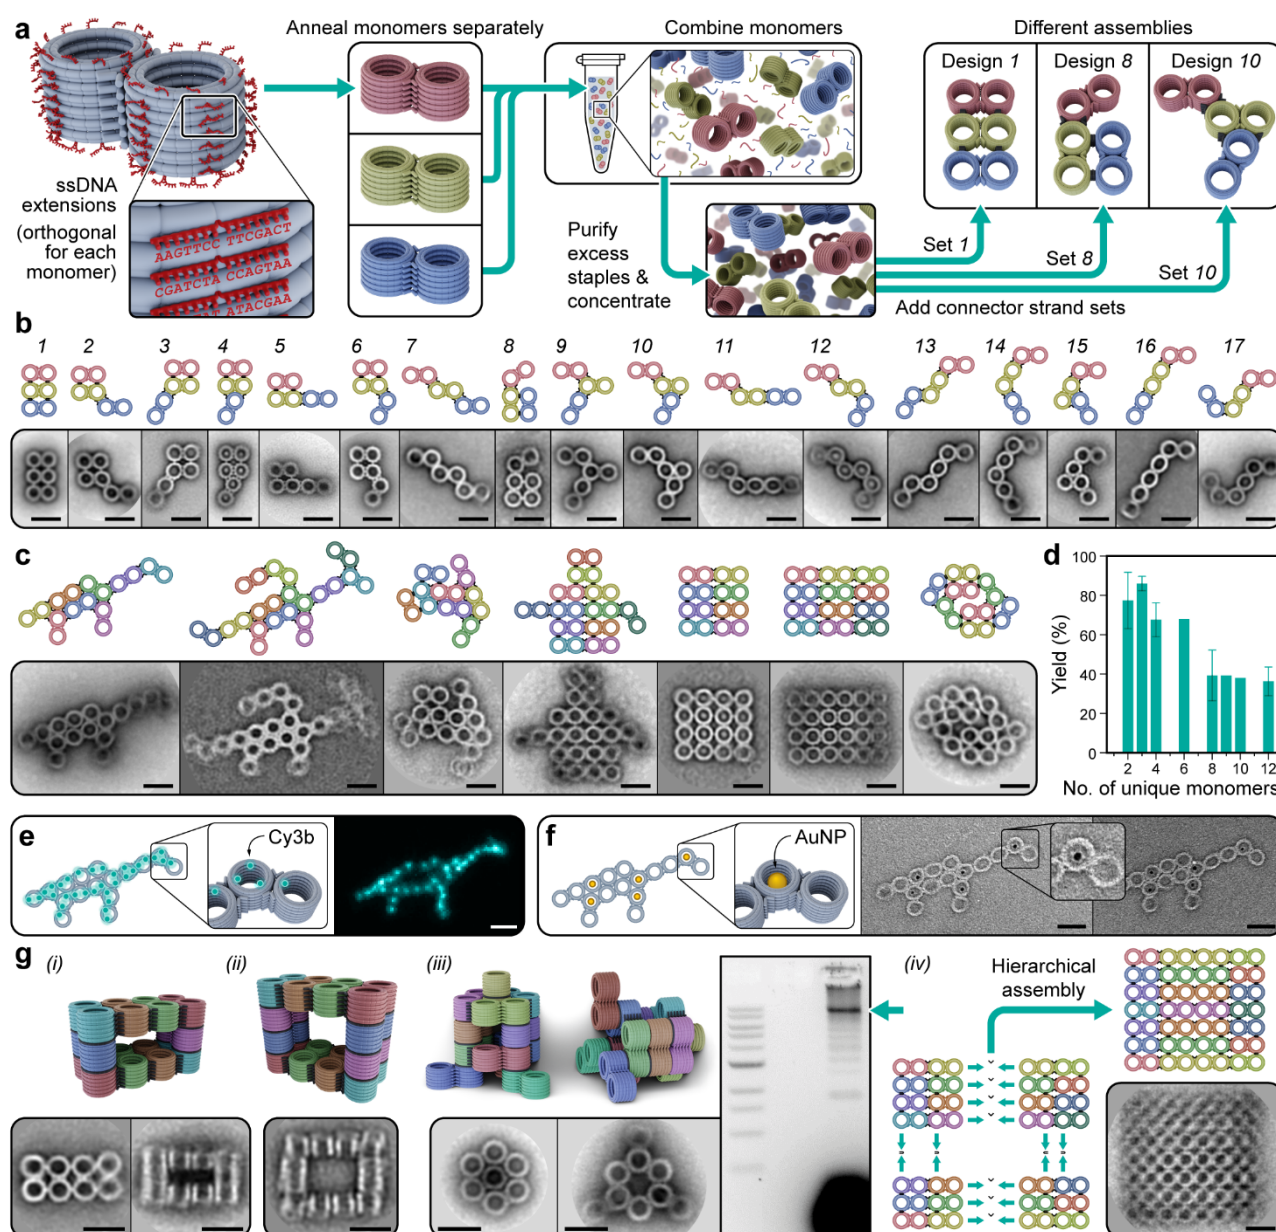 a
Anneal monomers separately
Combine monomers
Different assemblies
Design 1
Design 8
Design 10
ssDNA
extensions
(orthogonal
for each
monomer)
AAGTTCC TTCGACT
CGATCTA CCAGTAA
ATACGAA
Purify
excess
staples &
concentrate
Set 1
Set 8
Set 10
Add connector strand sets
b
1 2 3 4 5 6 7 8 9 10 11 12 13 14 15 16 17
c
d
100
80
60
40
20
0
Yield (%)
2 4 6 8 10 12
No. of unique monomers
e
Cy3b
f
AuNP
g
(i)
(ii)
(iii)
(iv)
Hierarchical
assembly